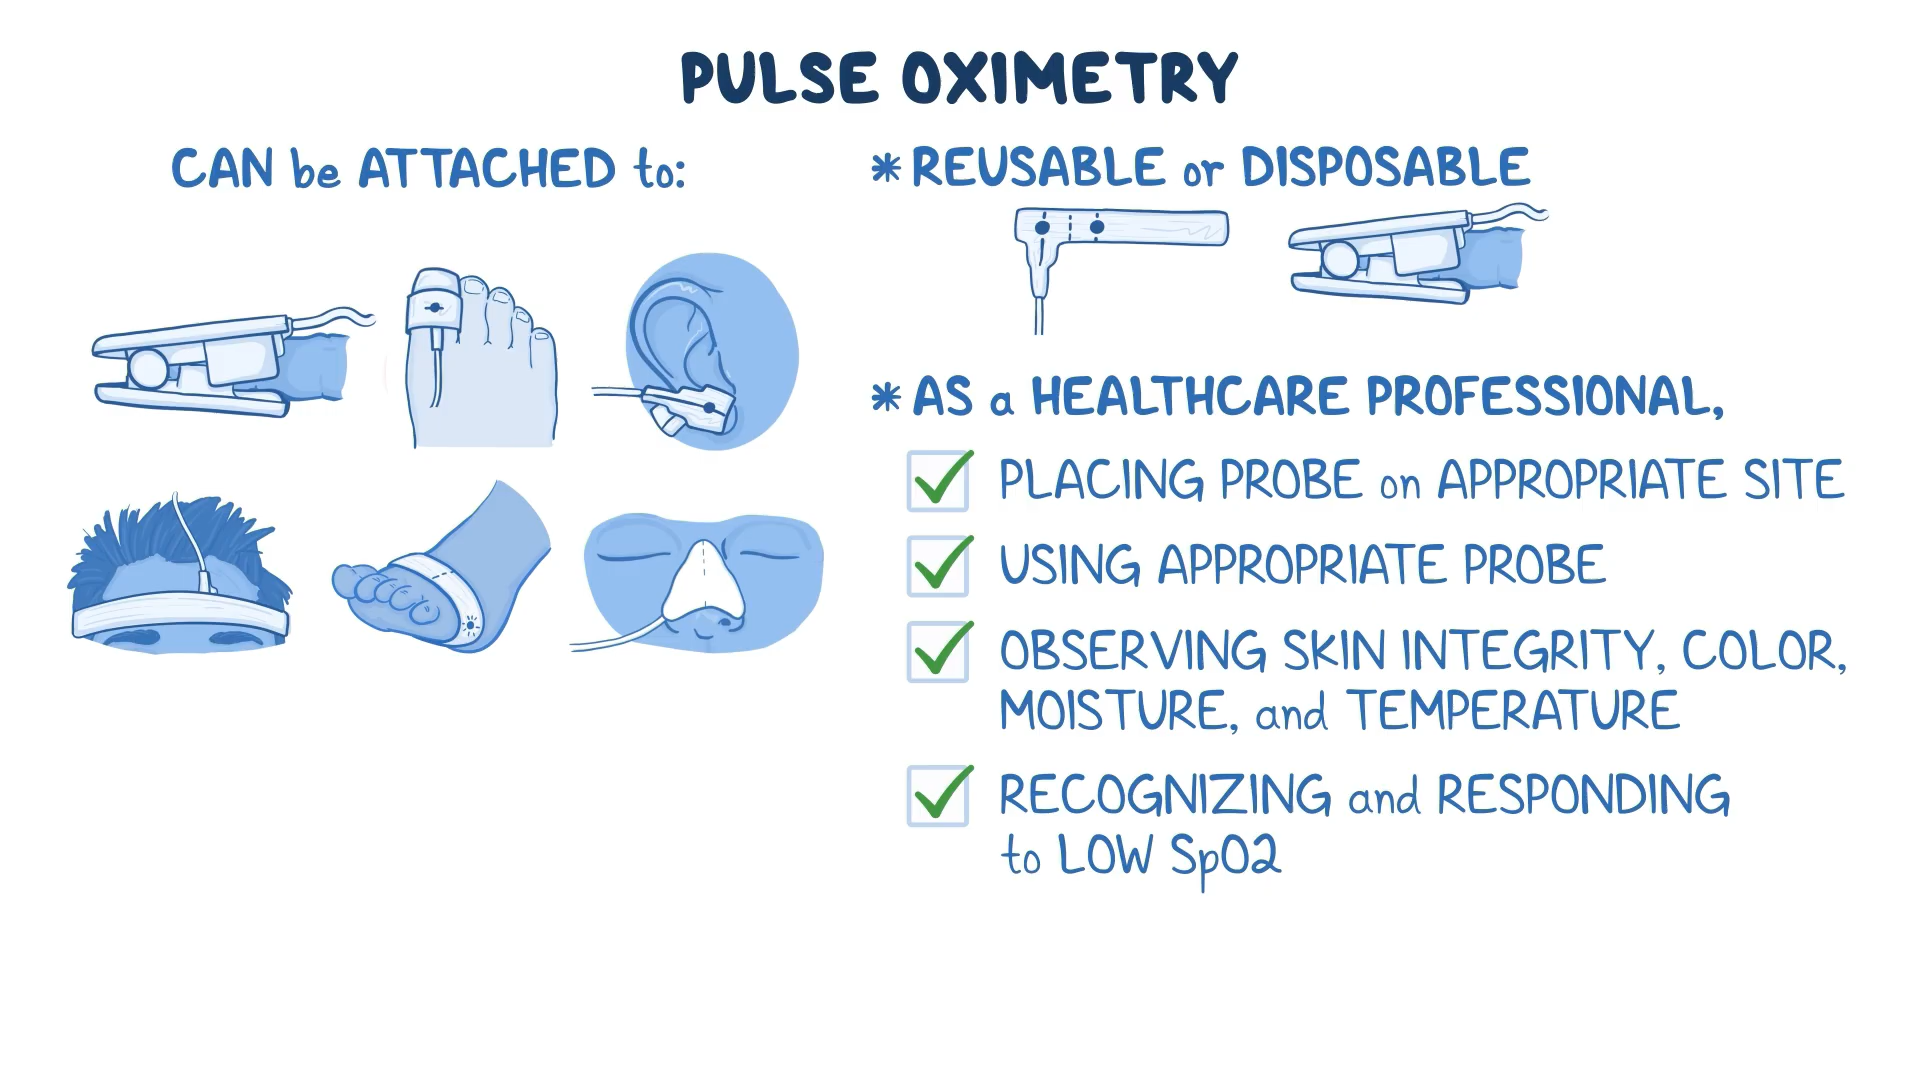 PULSE OXIMETRY
CAN be ATTACHED to:
* REUSABLE or DISPOSABLE
* AS a HEALTHCARE PROFESSIONAL,
PLACING PROBE on APPROPRIATE SITE
USING APPROPRIATE PROBE
OBSERVING SKIN INTEGRITY, COLOR,
MOISTURE, and TEMPERATURE
RECOGNIZING and RESPONDING
to LOW SpO2